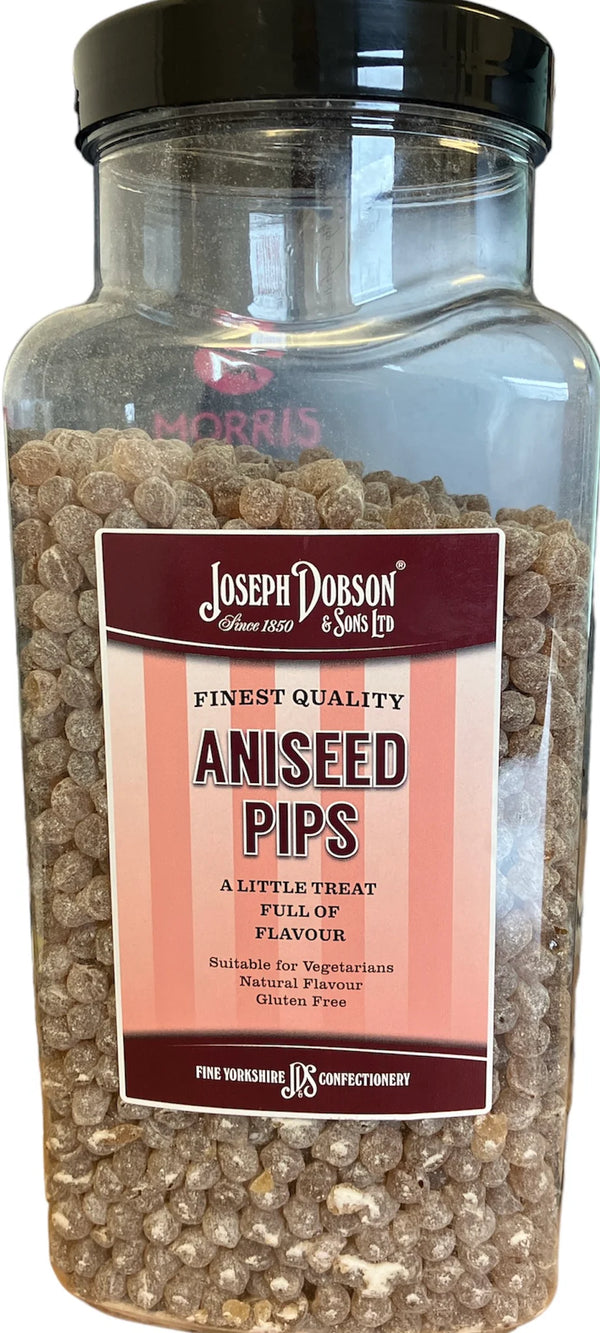 MORRIS
JOSEPH DOBSON®
Since 1850 & SONS LTD
FINEST QUALITY
ANISEED
PIPS
A LITTLE TREAT
FULL OF
FLAVOUR
Suitable for Vegetarians
Natural Flavour
Gluten Free
FINE YORKSHIRE JD&S CONFECTIONERY